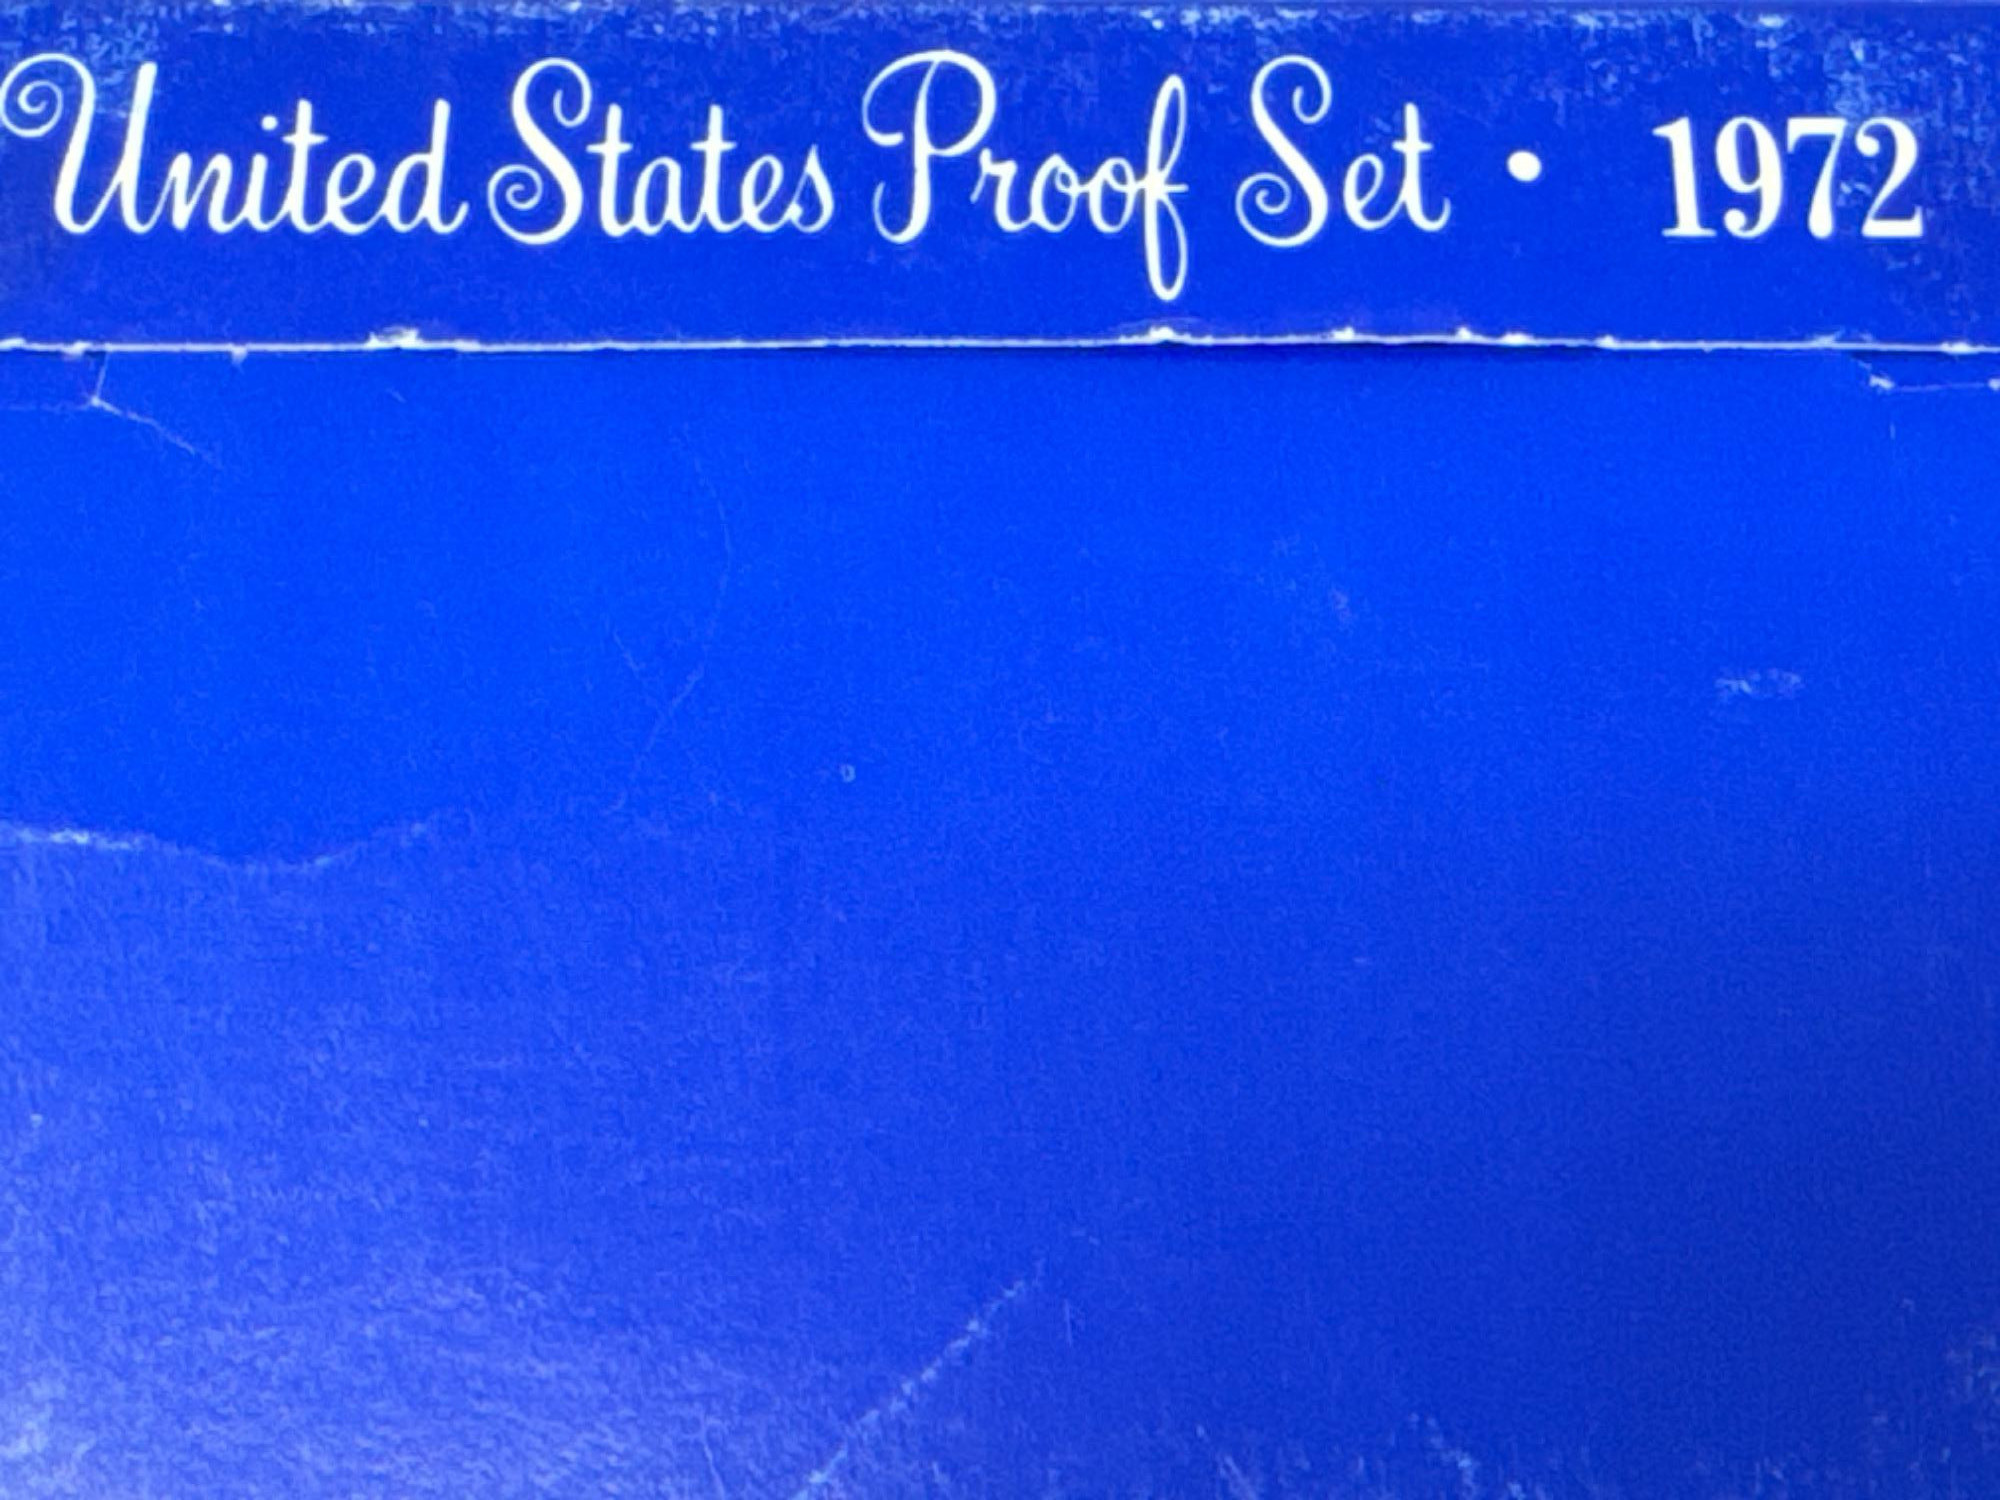 United States Proof Set • 1972